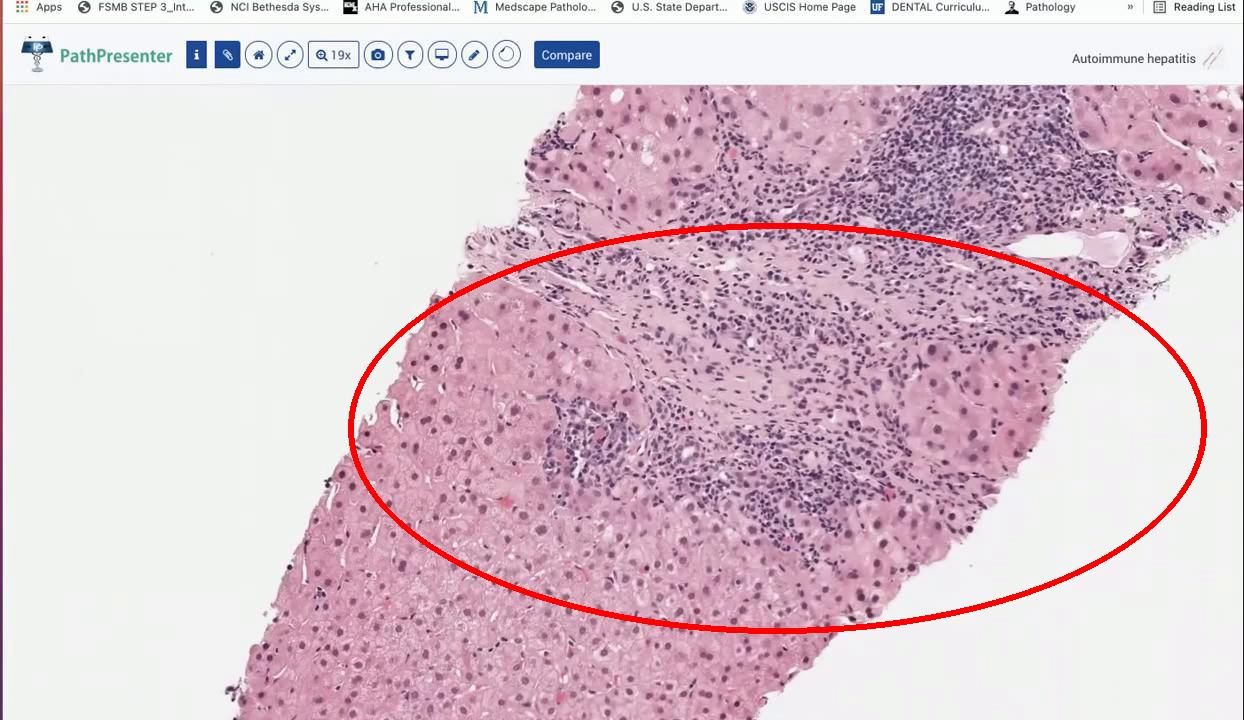 Apps FSMB STEP 3_Int... NCI Bethesda Sys... AHA Professional... Medscape Patholo... U.S. State Depart... USCIS Home Page UF DENTAL Curriculu... Pathology » Reading List
PathPresenter i 19x Compare Autoimmune hepatitis